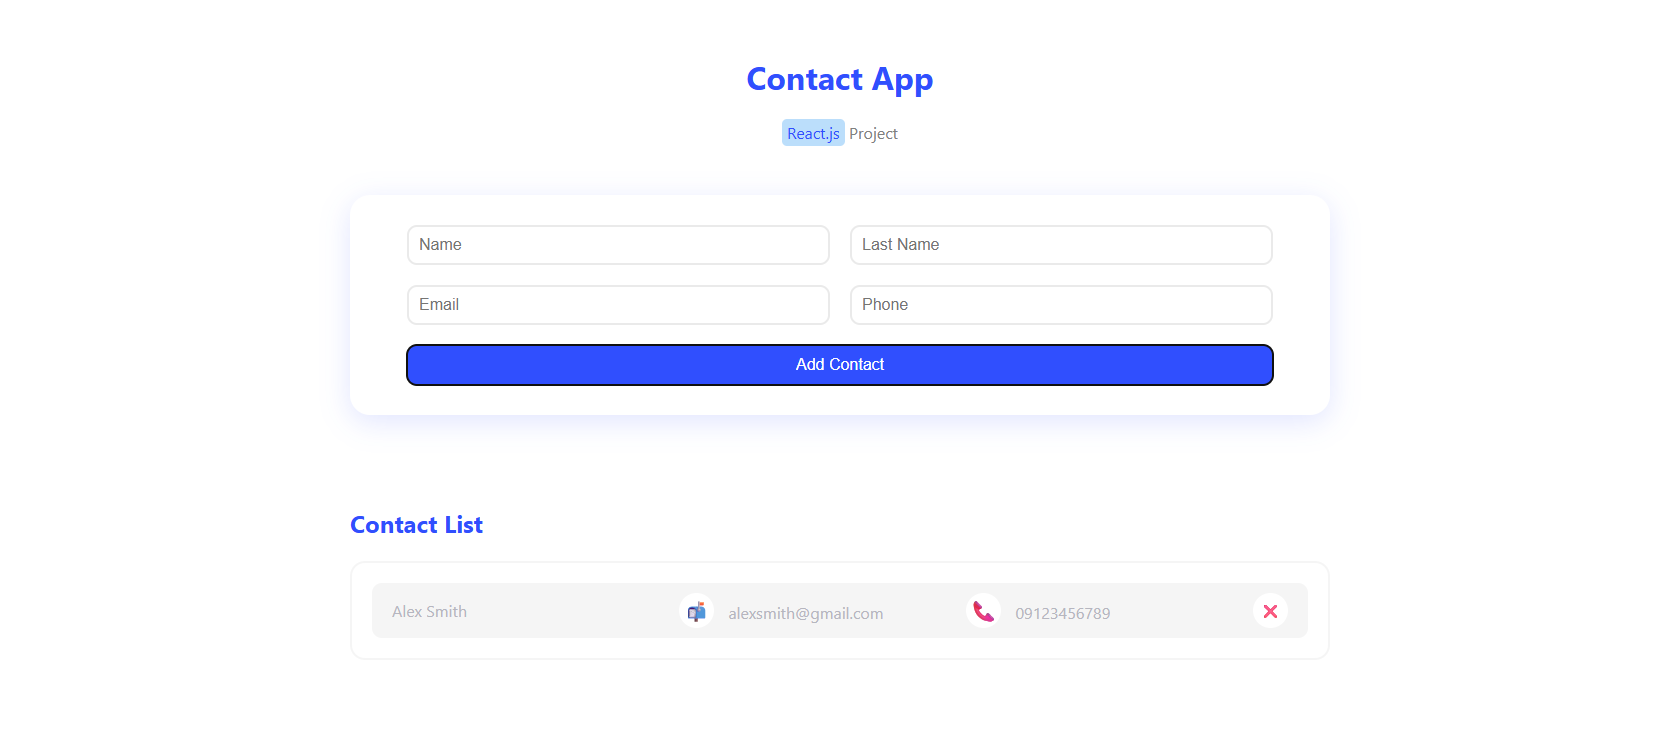 Contact App
React.js Project
Name Last Name
Email Phone
Add Contact
Contact List
Alex Smith alexsmith@gmail.com 09123456789